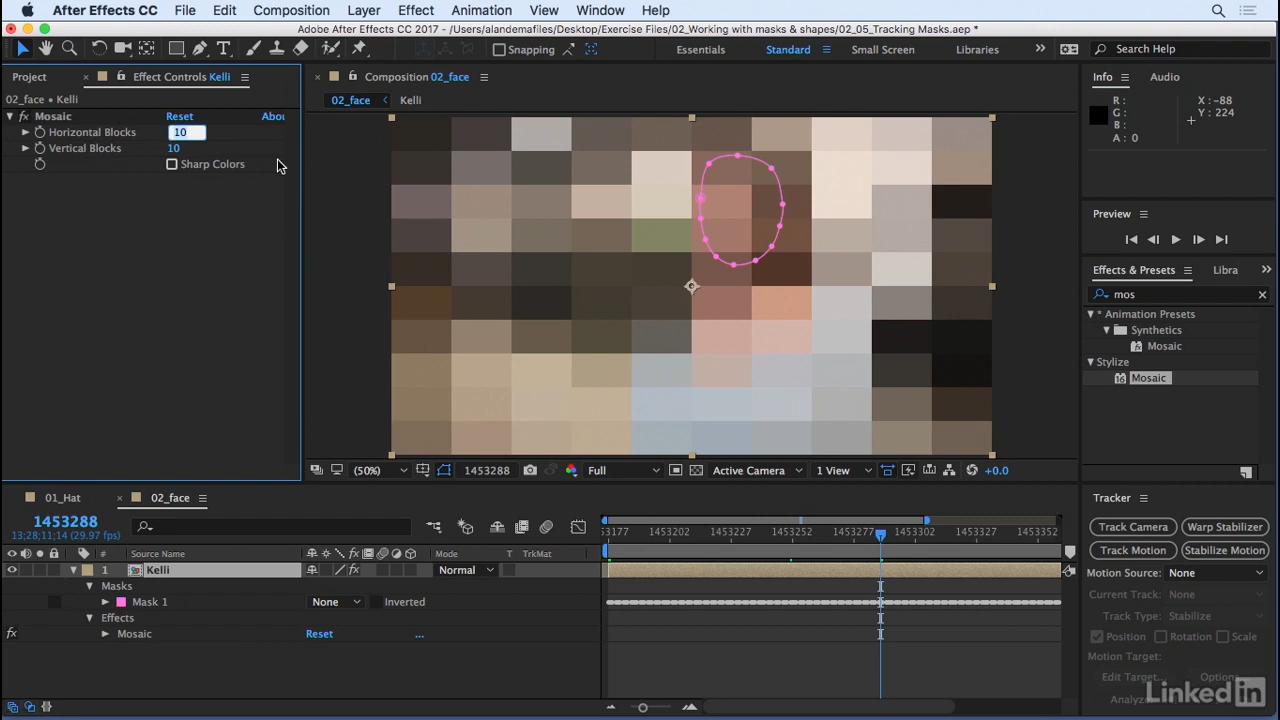 After Effects CC File Edit Composition Layer Effect Animation View Window Help
Adobe After Effects CC 2017 - /Users/alandemafiles/Desktop/Exercise Files/02_Working with masks & shapes/02_05_Tracking Masks.aep *
Snapping Essentials Standard Small Screen Libraries Search Help
Project Effect Controls Kelli
02_face • Kelli
Mosaic Reset Abou
Horizontal Blocks 10
Vertical Blocks 10
Sharp Colors
Composition 02_face
02_face Kelli
Info Audio
R: X: -88
G: Y: 224
B:
A: 0
Preview
Effects & Presets Libra
mos
* Animation Presets
Synthetics
Mosaic
Stylize
Mosaic
(50%) 1453288 Full Active Camera 1 View +0.0
01_Hat 02_face
1453288
13;28;11;14 (29.97 fps)
1453177 1453202 1453227 1453252 1453277 1453302 1453327 1453352
# Source Name Mode T TrkMat
1 Kelli Normal
Masks
Mask 1 None Inverted
Effects
Mosaic Reset ...
Tracker
Track Camera Warp Stabilizer
Track Motion Stabilize Motion
Motion Source: None
Current Track: None
Track Type: Stabilize
Position Rotation Scale
Motion Target:
Edit Target... Options...
Analyze
LinkedIn